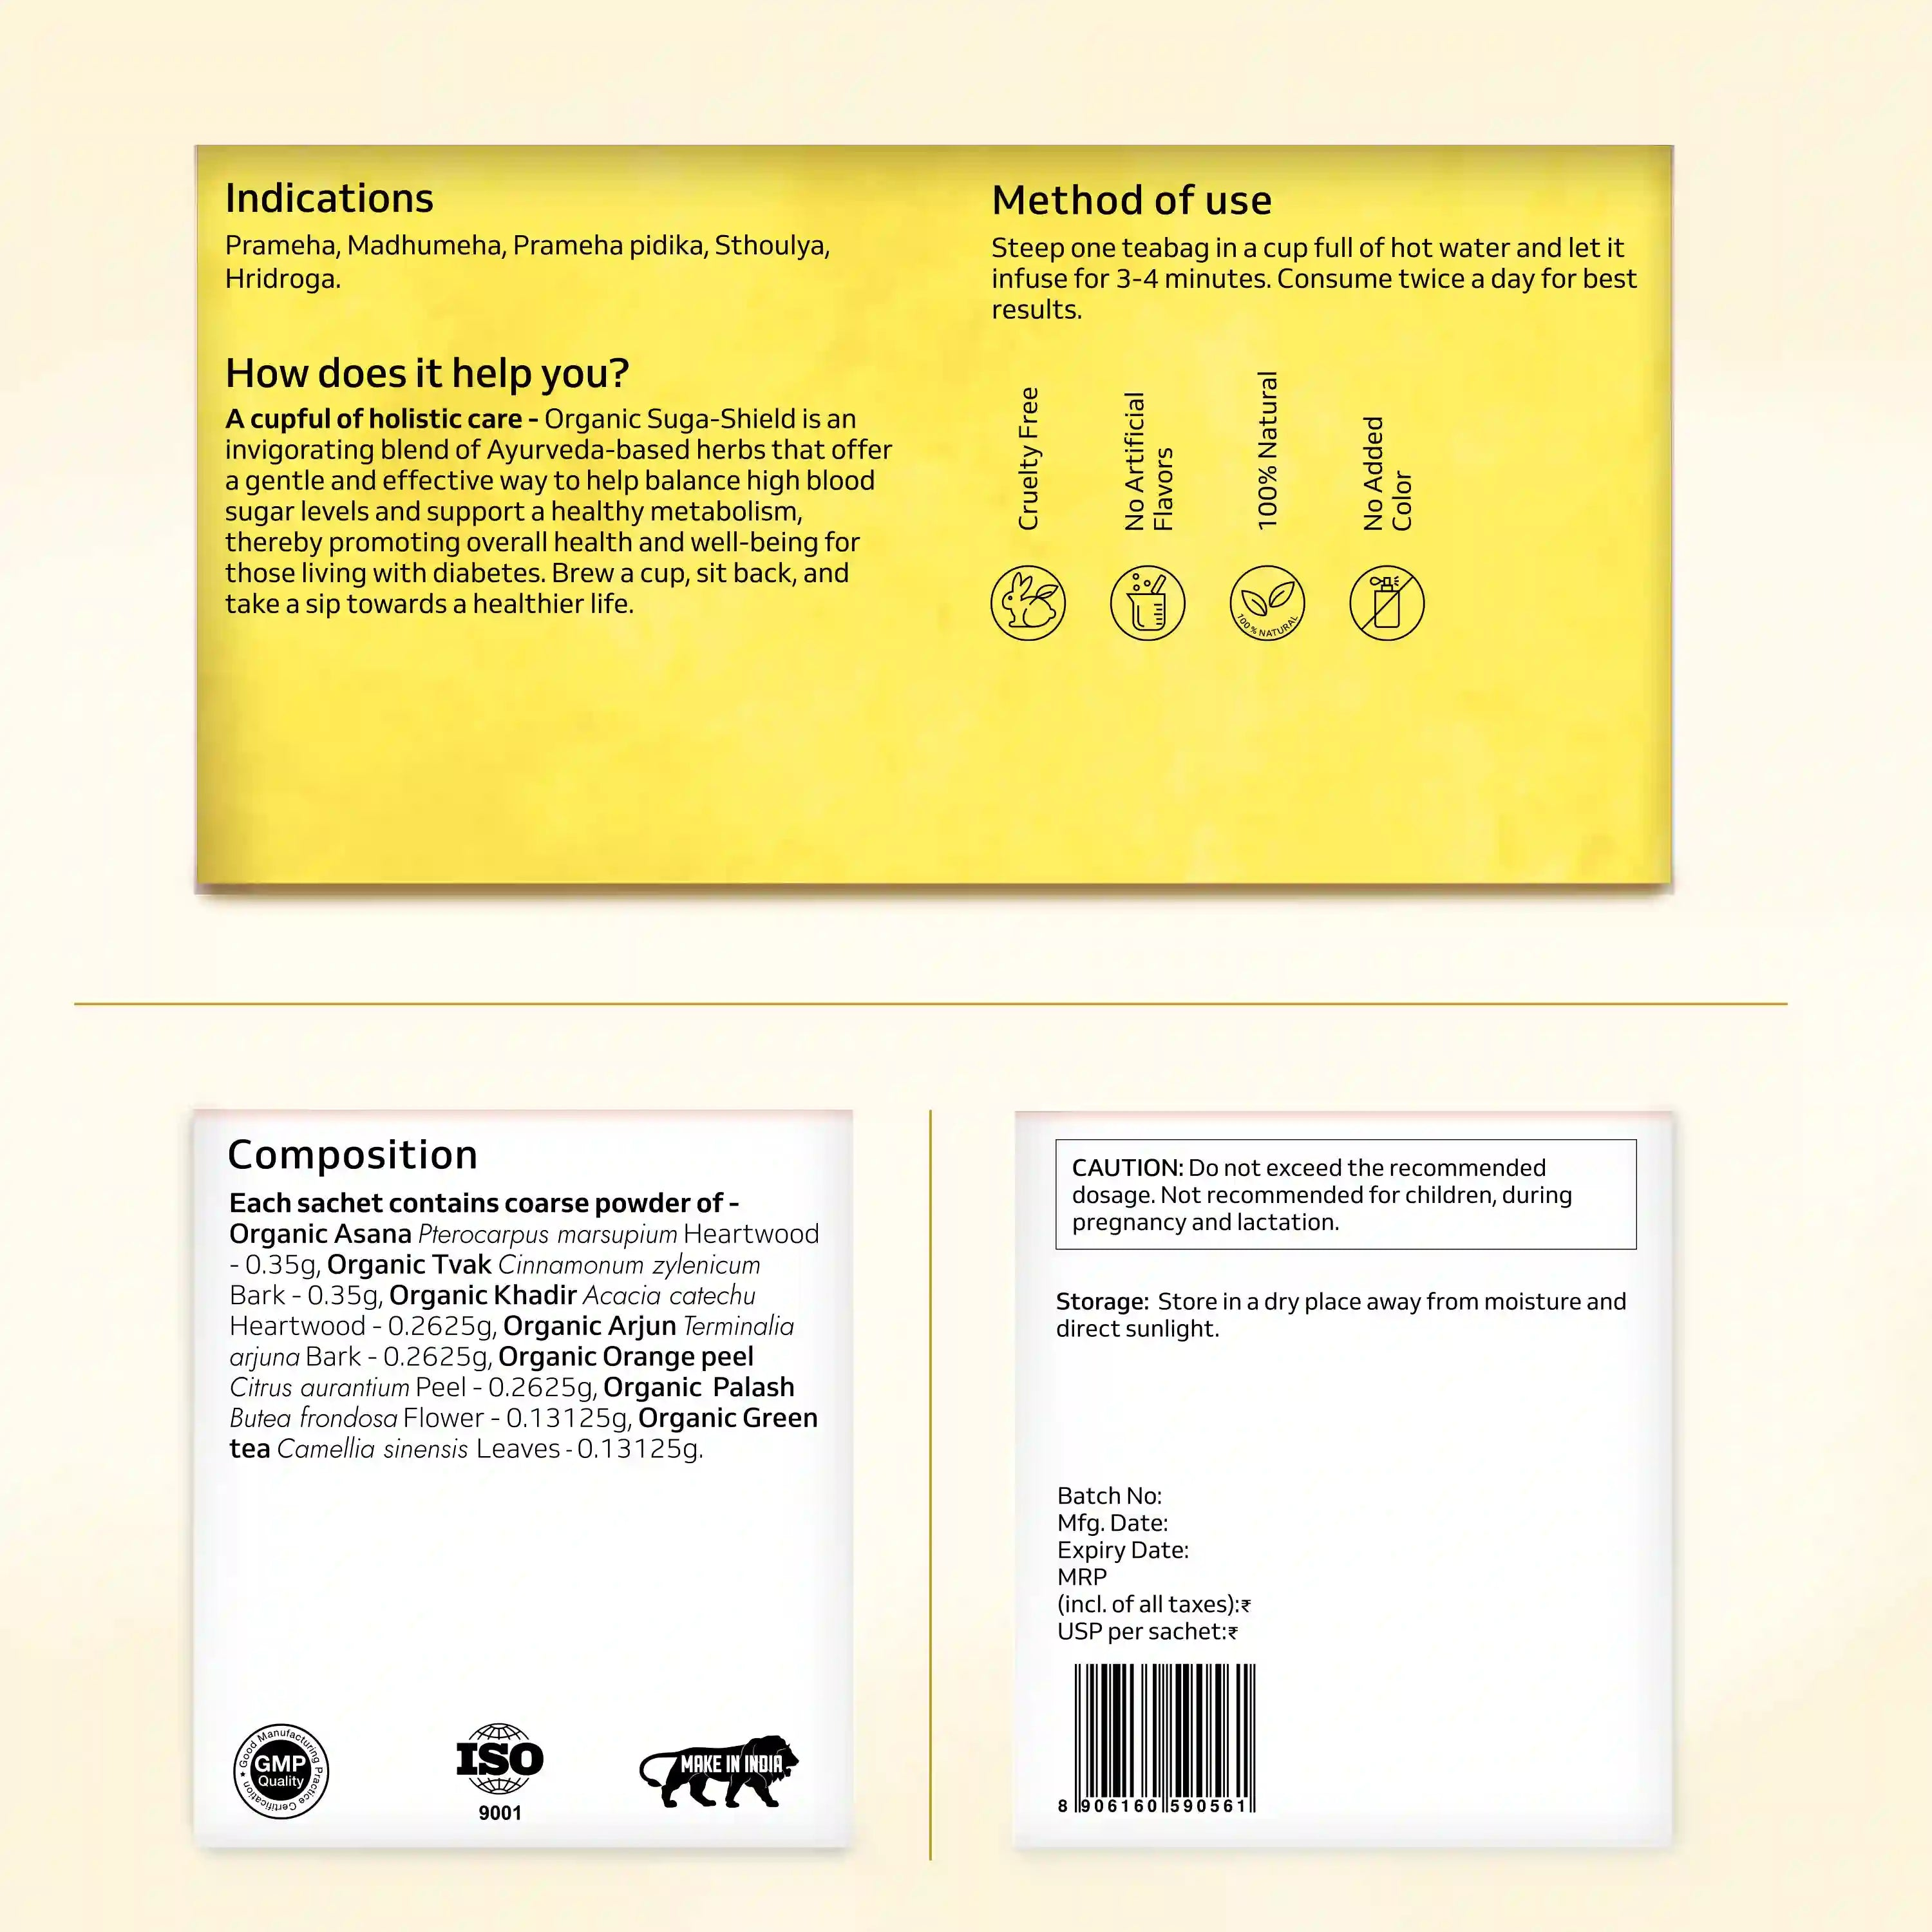 Indications
Prameha, Madhumeha, Prameha pidika, Sthoulya,
Hridroga.
How does it help you?
A cupful of holistic care - Organic Suga-Shield is an
invigorating blend of Ayurveda-based herbs that offer
a gentle and effective way to help balance high blood
sugar levels and support a healthy metabolism,
thereby promoting overall health and well-being for
those living with diabetes. Brew a cup, sit back, and
take a sip towards a healthier life.
Method of use
Steep one teabag in a cup full of hot water and let it
infuse for 3-4 minutes. Consume twice a day for best
results.
Cruelty Free
No Artificial
Flavors
100% Natural
No Added
Color
100% NATURAL
Composition
Each sachet contains coarse powder of -
Organic Asana Pterocarpus marsupium Heartwood
- 0.35g, Organic Tvak Cinnamonum zylenicum
Bark - 0.35g, Organic Khadir Acacia catechu
Heartwood - 0.2625g, Organic Arjun Terminalia
arjuna Bark - 0.2625g, Organic Orange peel
Citrus aurantium Peel - 0.2625g, Organic Palash
Butea frondosa Flower - 0.13125g, Organic Green
tea Camellia sinensis Leaves - 0.13125g.
Good Manufacturing Practice Certification
GMP
Quality
ISO
9001
MAKE IN INDIA
CAUTION: Do not exceed the recommended
dosage. Not recommended for children, during
pregnancy and lactation.
Storage: Store in a dry place away from moisture and
direct sunlight.
Batch No:
Mfg. Date:
Expiry Date:
MRP
(incl. of all taxes):₹
USP per sachet:₹
8 906160 590561